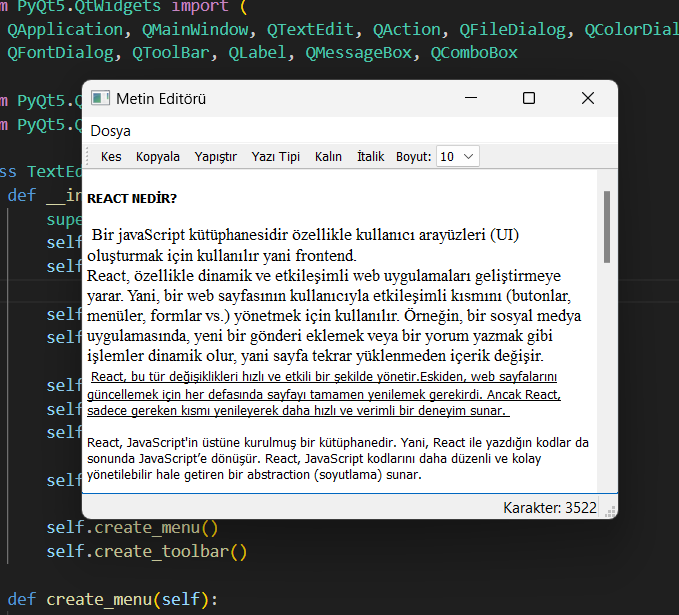 m PyQt5.QtWidgets import (
QApplication, QMainWindow, QTextEdit, QAction, QFileDialog, QColorDial
QFontDialog, QToolBar, QLabel, QMessageBox, QComboBox
m PyQt5.Q
m PyQt5.Q
ss TextEd
def __in
supe
self
self
self
self
self
self
self
self
self.create_menu()
self.create_toolbar()
def create_menu(self):
Metin Editörü
Dosya
Kes Kopyala Yapıştır Yazı Tipi Kalın İtalik Boyut: 10
REACT NEDİR?
Bir javaScript kütüphanesidir özellikle kullanıcı arayüzleri (UI)
oluşturmak için kullanılır yani frontend.
React, özellikle dinamik ve etkileşimli web uygulamaları geliştirmeye
yarar. Yani, bir web sayfasının kullanıcıyla etkileşimli kısmını (butonlar,
menüler, formlar vs.) yönetmek için kullanılır. Örneğin, bir sosyal medya
uygulamasında, yeni bir gönderi eklemek veya bir yorum yazmak gibi
işlemler dinamik olur, yani sayfa tekrar yüklenmeden içerik değişir.
React, bu tür değişiklikleri hızlı ve etkili bir şekilde yönetir.Eskiden, web sayfalarını
güncellemek için her defasında sayfayı tamamen yenilemek gerekirdi. Ancak React,
sadece gereken kısmı yenileyerek daha hızlı ve verimli bir deneyim sunar.
React, JavaScript'in üstüne kurulmuş bir kütüphanedir. Yani, React ile yazdığın kodlar da
sonunda JavaScript’e dönüşür. React, JavaScript kodlarını daha düzenli ve kolay
yönetilebilir hale getiren bir abstraction (soyutlama) sunar.
Karakter: 3522